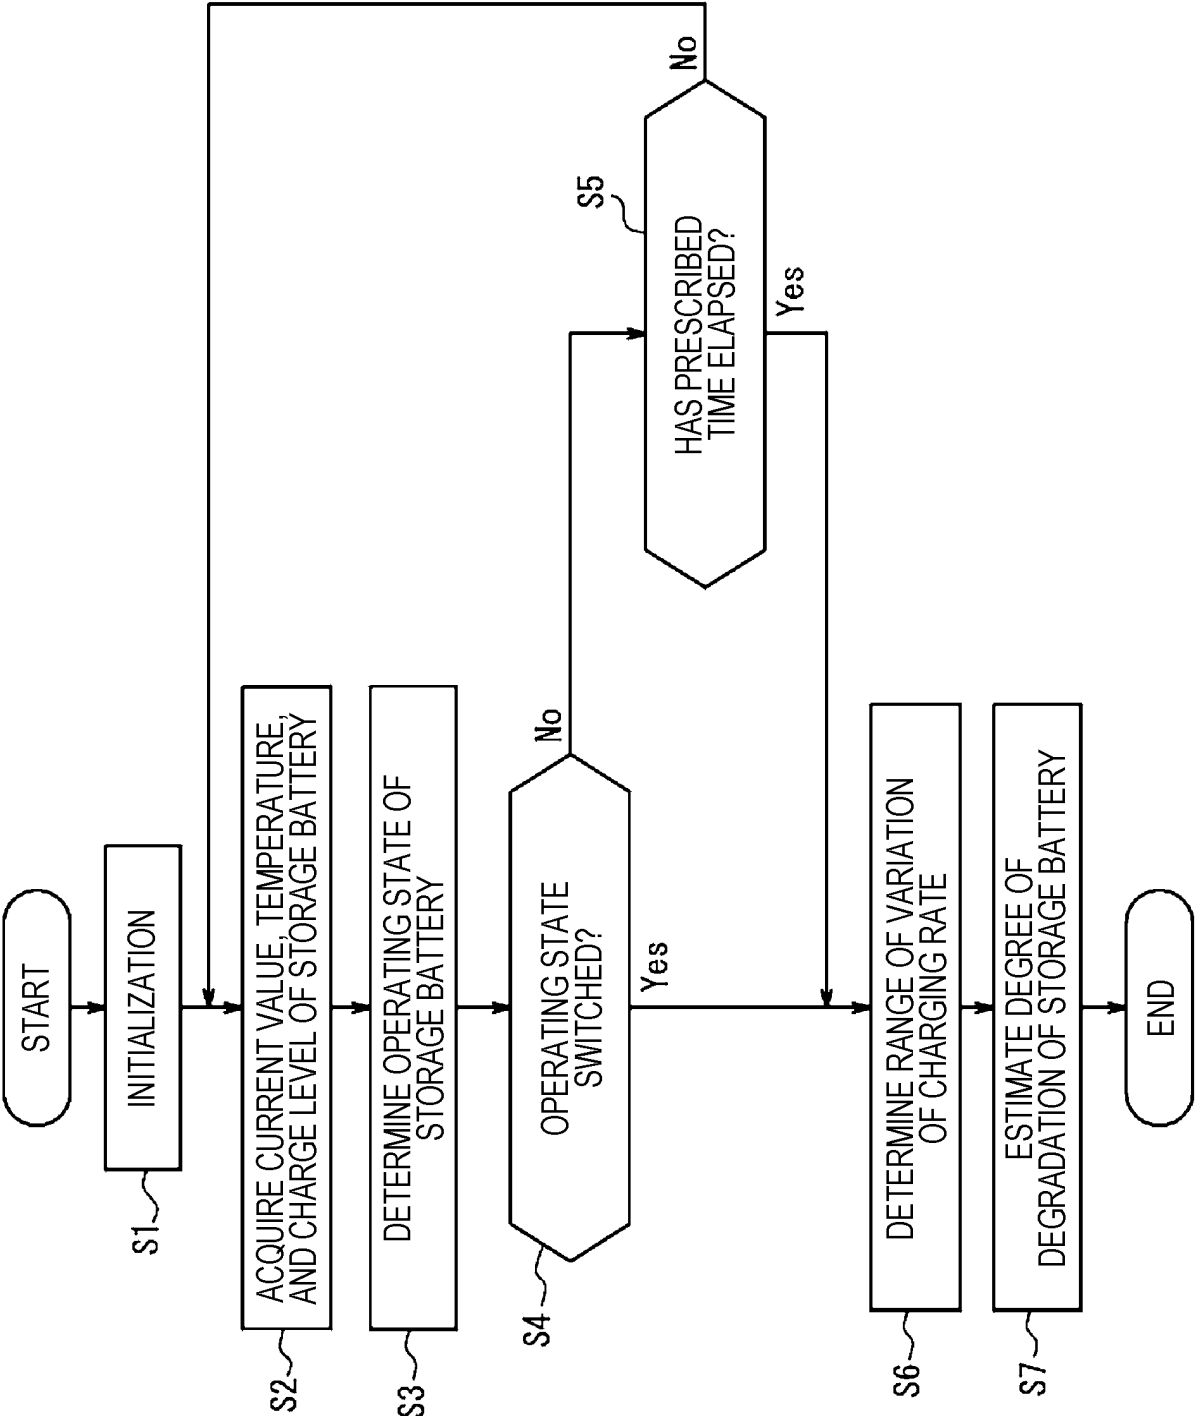 START
INITIALIZATION
S1
ACQUIRE CURRENT VALUE, TEMPERATURE,
AND CHARGE LEVEL OF STORAGE BATTERY
S2
DETERMINE OPERATING STATE OF
STORAGE BATTERY
S3
OPERATING STATE
SWITCHED?
S4
No
Yes
HAS PRESCRIBED
TIME ELAPSED?
S5
No
Yes
DETERMINE RANGE OF VARIATION
OF CHARGING RATE
S6
ESTIMATE DEGREE OF
DEGRADATION OF STORAGE BATTERY
S7
END